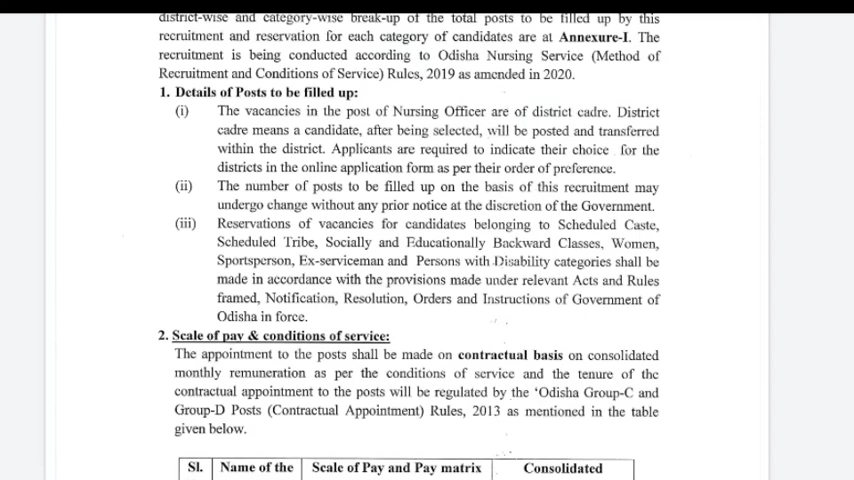 district-wise and category-wise break-up of the total posts to be filled up by this
recruitment and reservation for each category of candidates are at Annexure-I. The
recruitment is being conducted according to Odisha Nursing Service (Method of
Recruitment and Conditions of Service) Rules, 2019 as amended in 2020.
1. Details of Posts to be filled up:
(i) The vacancies in the post of Nursing Officer are of district cadre. District
cadre means a candidate, after being selected, will be posted and transferred
within the district. Applicants are required to indicate their choice for the
districts in the online application form as per their order of preference.
(ii) The number of posts to be filled up on the basis of this recruitment may
undergo change without any prior notice at the discretion of the Government.
(iii) Reservations of vacancies for candidates belonging to Scheduled Caste,
Scheduled Tribe, Socially and Educationally Backward Classes, Women,
Sportsperson, Ex-serviceman and Persons with Disability categories shall be
made in accordance with the provisions made under relevant Acts and Rules
framed, Notification, Resolution, Orders and Instructions of Government of
Odisha in force.
2. Scale of pay & conditions of service:
The appointment to the posts shall be made on contractual basis on consolidated
monthly remuneration as per the conditions of service and the tenure of the
contractual appointment to the posts will be regulated by the ‘Odisha Group-C and
Group-D Posts (Contractual Appointment) Rules, 2013 as mentioned in the table
given below.
Sl. Name of the Scale of Pay and Pay matrix Consolidated